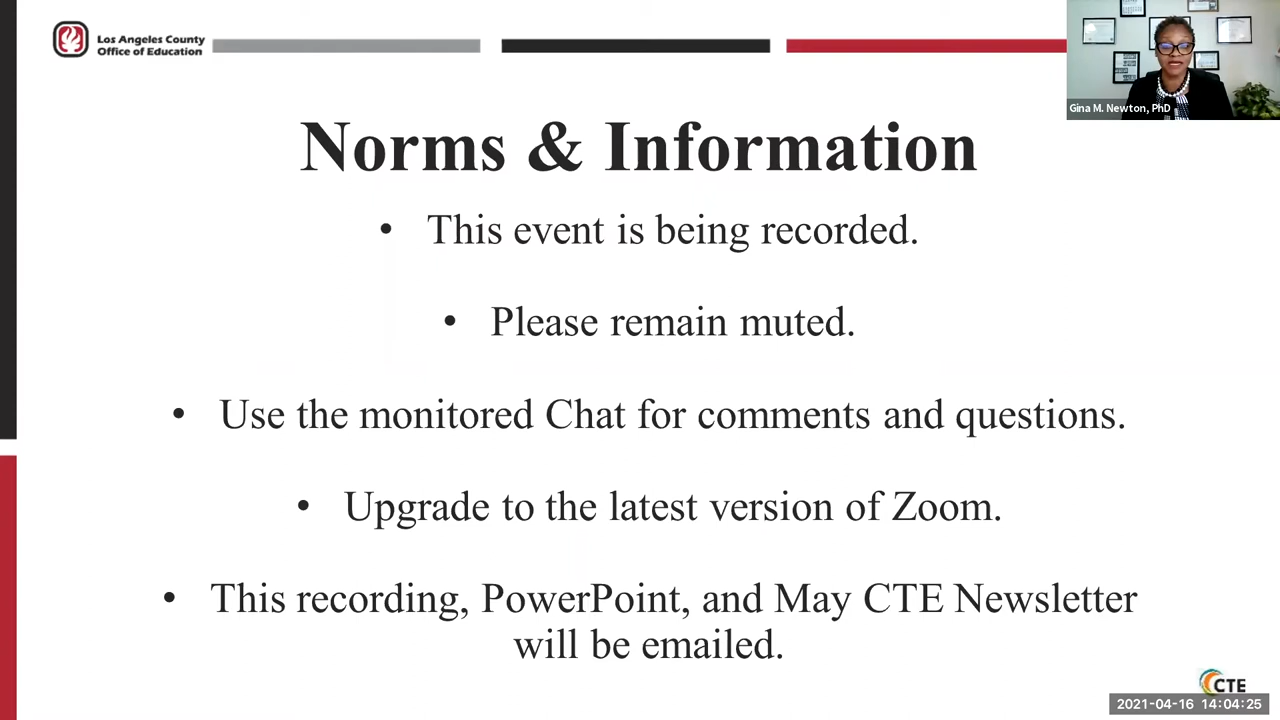 Los Angeles County
Office of Education
Gina M. Newton, PhD
Norms & Information
• This event is being recorded.
• Please remain muted.
• Use the monitored Chat for comments and questions.
• Upgrade to the latest version of Zoom.
• This recording, PowerPoint, and May CTE Newsletter
will be emailed.
CTE
2021-04-16 14:04:25